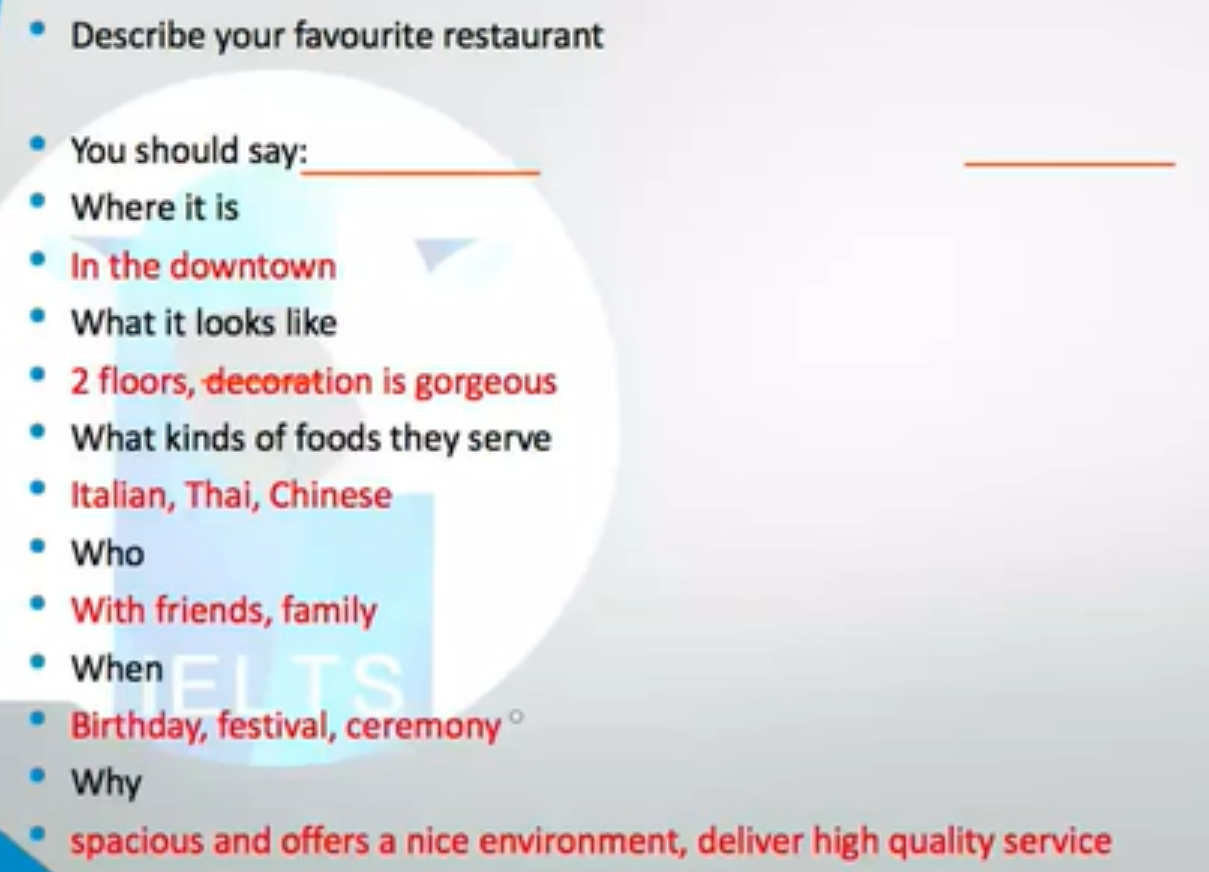 Describe your favourite restaurant
You should say:
Where it is
In the downtown
What it looks like
2 floors, decoration is gorgeous
What kinds of foods they serve
Italian, Thai, Chinese
Who
With friends, family
When
IELTS
Birthday, festival, ceremony
Why
spacious and offers a nice environment, deliver high quality service